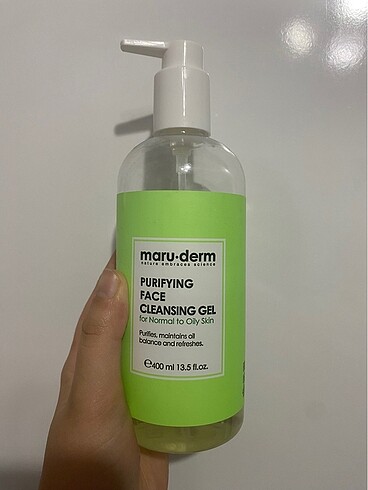 maru·derm
nature embraces science
PURIFYING
FACE
CLEANSING GEL
for Normal to Oily Skin
Purifies, maintains oil
balance and refreshes.
℮400 ml 13.5 fl.oz.